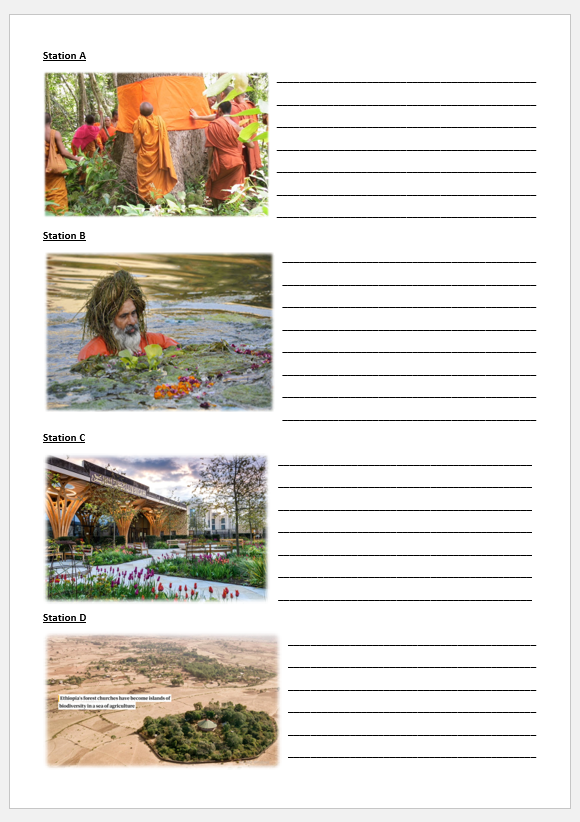 Station A
Station B
Station C
Station D
Ethiopia's forest churches have become islands of
biodiversity in a sea of agriculture.